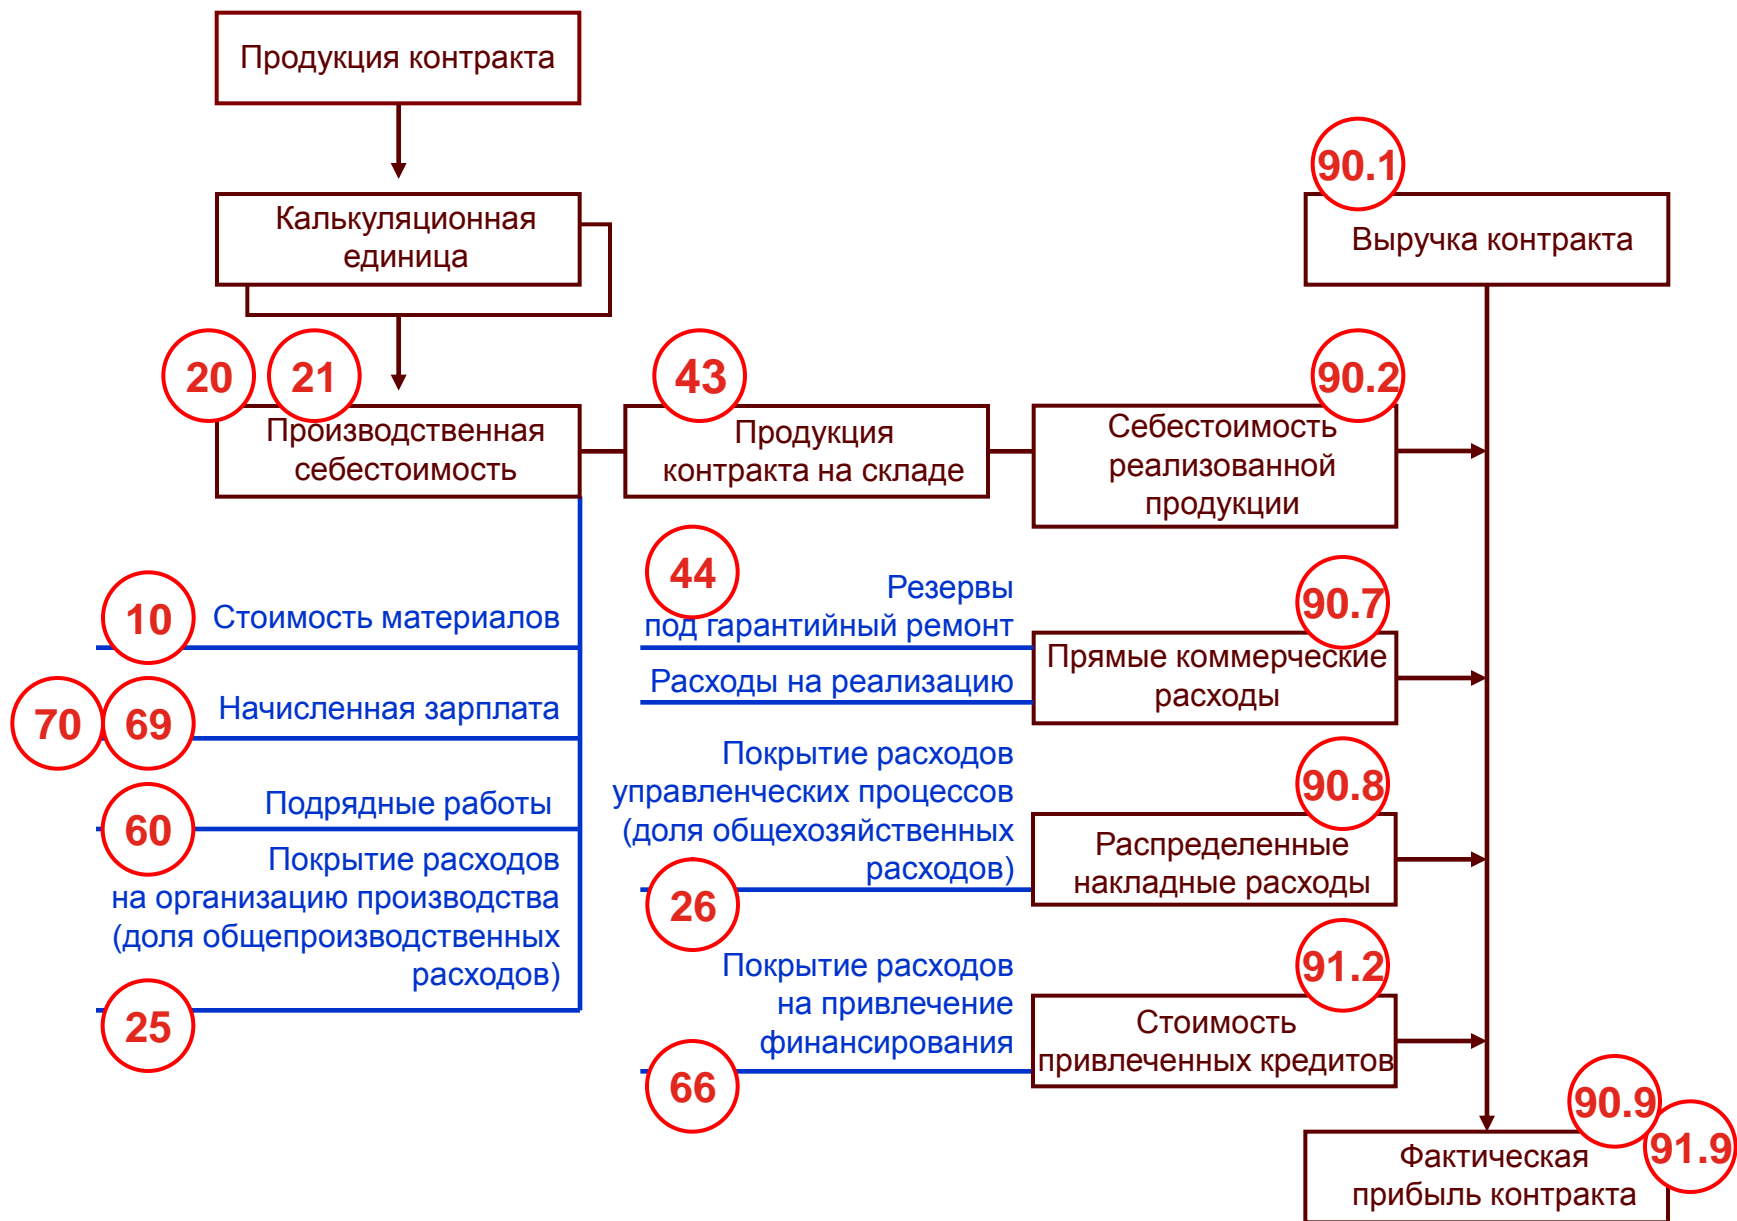 Продукция контракта
Калькуляционная
единица
90.1
Выручка контракта
20
21
Производственная
себестоимость
43
Продукция
контракта на складе
90.2
Себестоимость
реализованной
продукции
10
Стоимость материалов
70
69
Начисленная зарплата
60
Подрядные работы
Покрытие расходов
на организацию производства
(доля общепроизводственных
расходов)
25
44
Резервы
под гарантийный ремонт
Расходы на реализацию
90.7
Прямые коммерческие
расходы
Покрытие расходов
управленческих процессов
(доля общехозяйственных
расходов)
26
90.8
Распределенные
накладные расходы
Покрытие расходов
на привлечение
финансирования
66
91.2
Стоимость
привлеченных кредитов
90.9
91.9
Фактическая
прибыль контракта